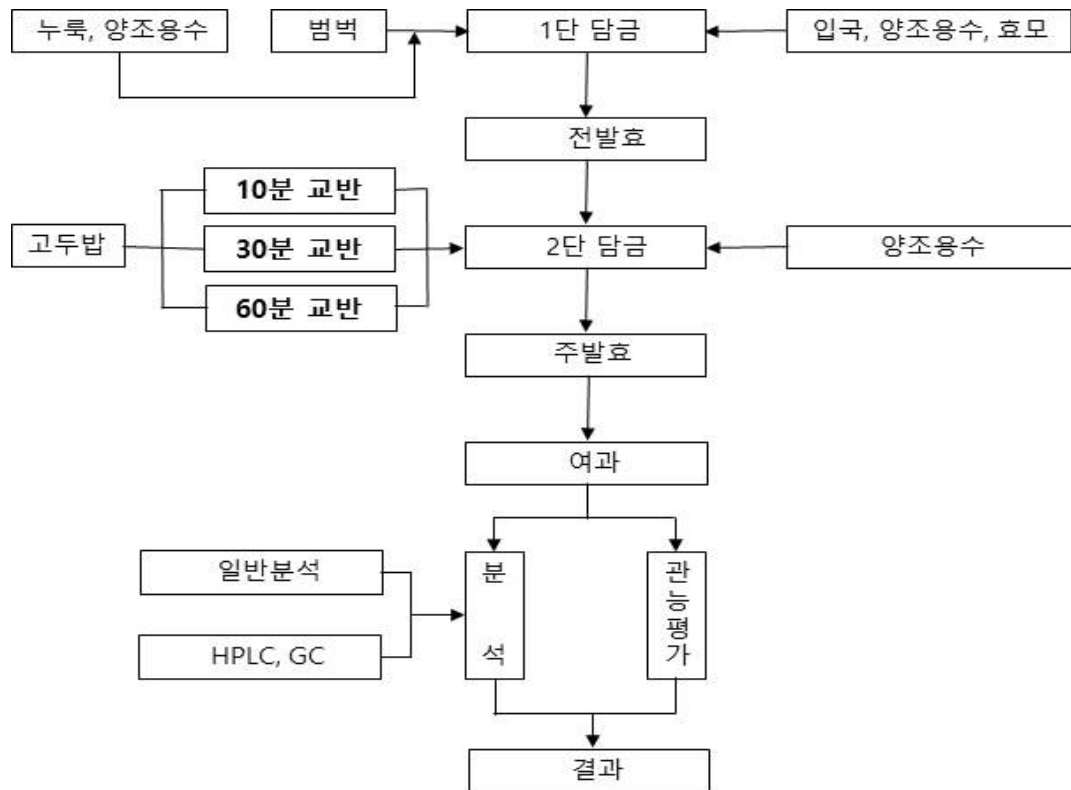 누룩, 양조용수
범벅
1단 담금
입국, 양조용수, 효모
전발효
10분 교반
고두밥
30분 교반
2단 담금
양조용수
60분 교반
주발효
여과
일반분석
HPLC, GC
분 석
관능평가
결과